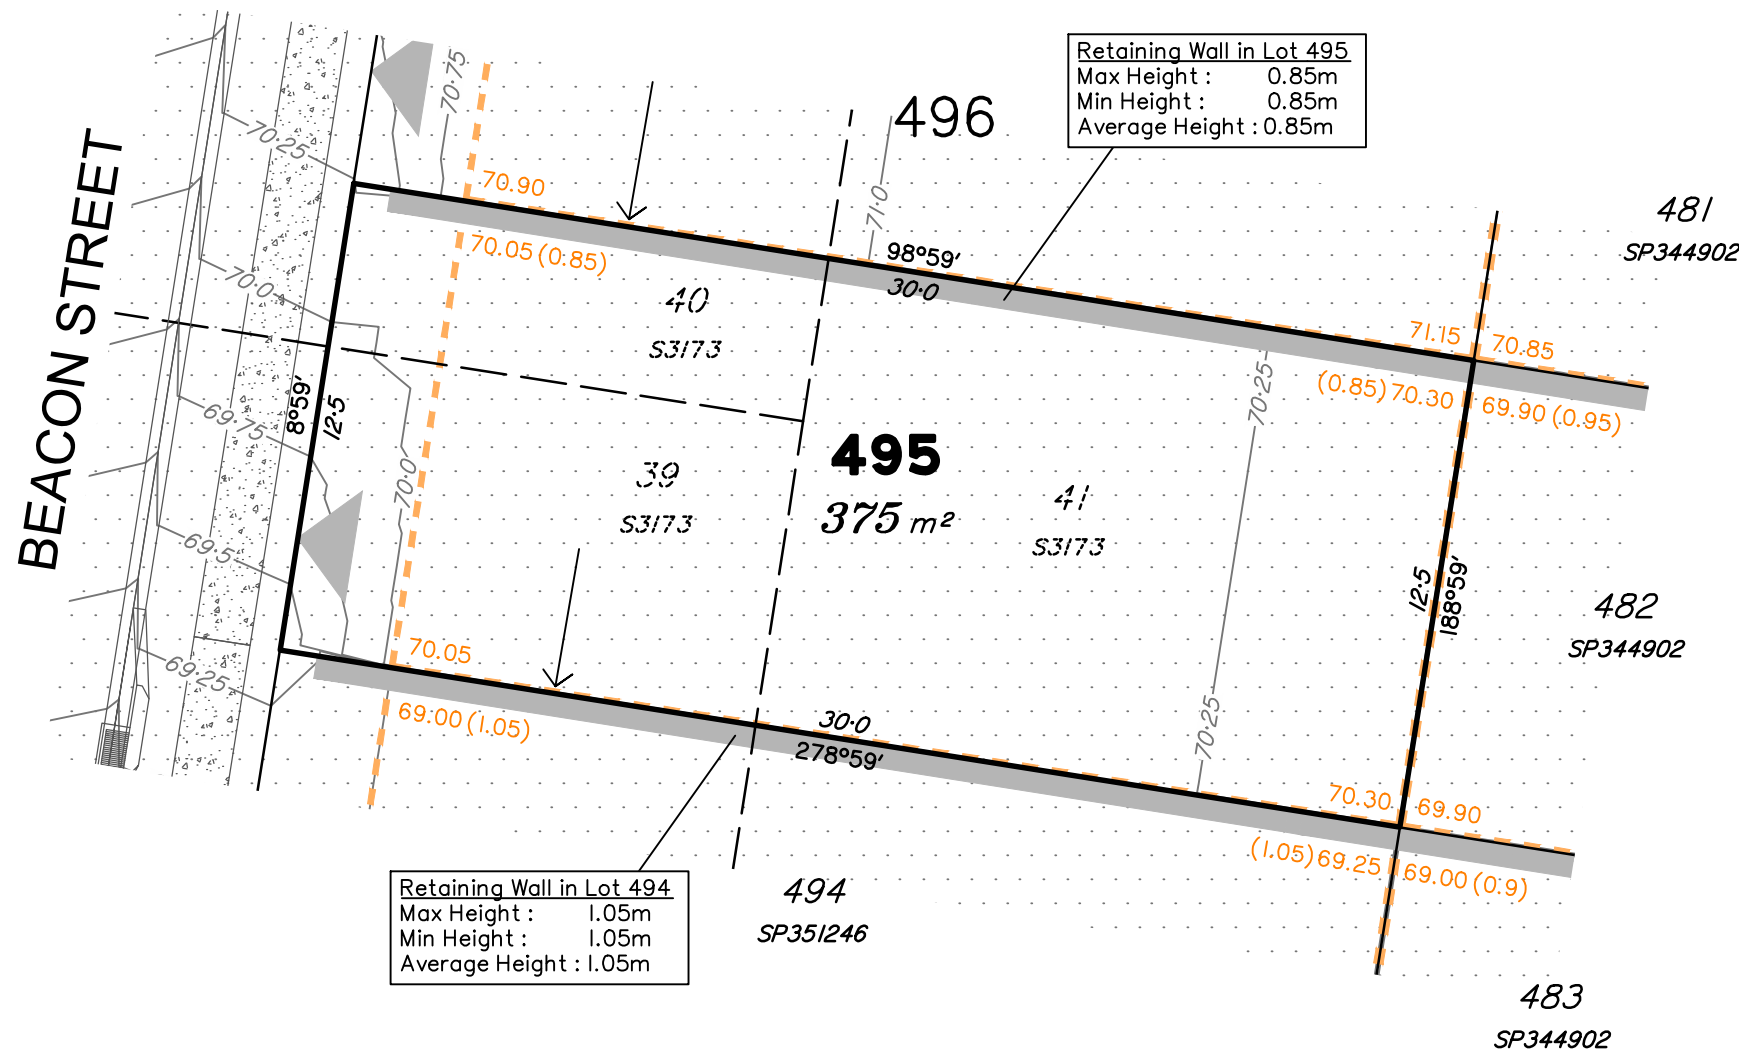 Retaining Wall in Lot 495
Max Height : 0.85m
Min Height : 0.85m
Average Height : 0.85m
70·75
496
70·25
BEACON STREET
70.90
71·0
481
SP344902
70.05 (0.85)
98°59'
30·0
70·0
40
S3173
71.15
70.85
(0.85) 70.30
69.90 (0.95)
70·25
8°59'
12·5
69·75
70·0
39
S3173
495
375 m²
41
S3173
69·5
12·5
188°59'
482
SP344902
69·25
70.05
69.00 (1.05)
30·0
278°59'
70·25
70.30
69.90
(1.05) 69.25
69.00 (0.9)
Retaining Wall in Lot 494
Max Height : 1.05m
Min Height : 1.05m
Average Height : 1.05m
494
SP351246
483
SP344902